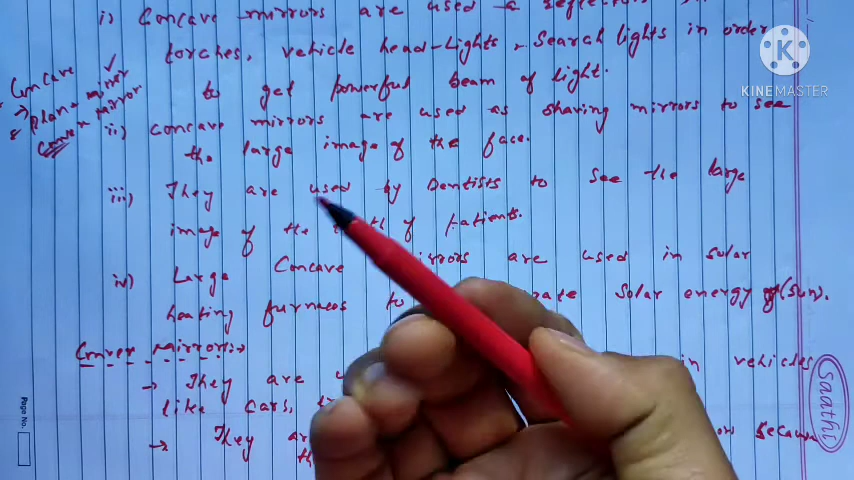 i) Concave mirrors are used a reflectors
torches, vehicle head-lights, Search lights in order
to get powerful beam of light.
Concave
→ plane mirror
Convex mirror
ii) Concave mirrors are used as sharing mirrors to see
the large image of the face.
iii) They are used by Dentists to see the large
image of the of patients.
iv) Large Concave are used in solar
heating furnaces to solar energy (Sun).
Convex mirror:→
→ They are in vehicles
like cars,
→ They because
KINEMASTER
Saathi
Page No.